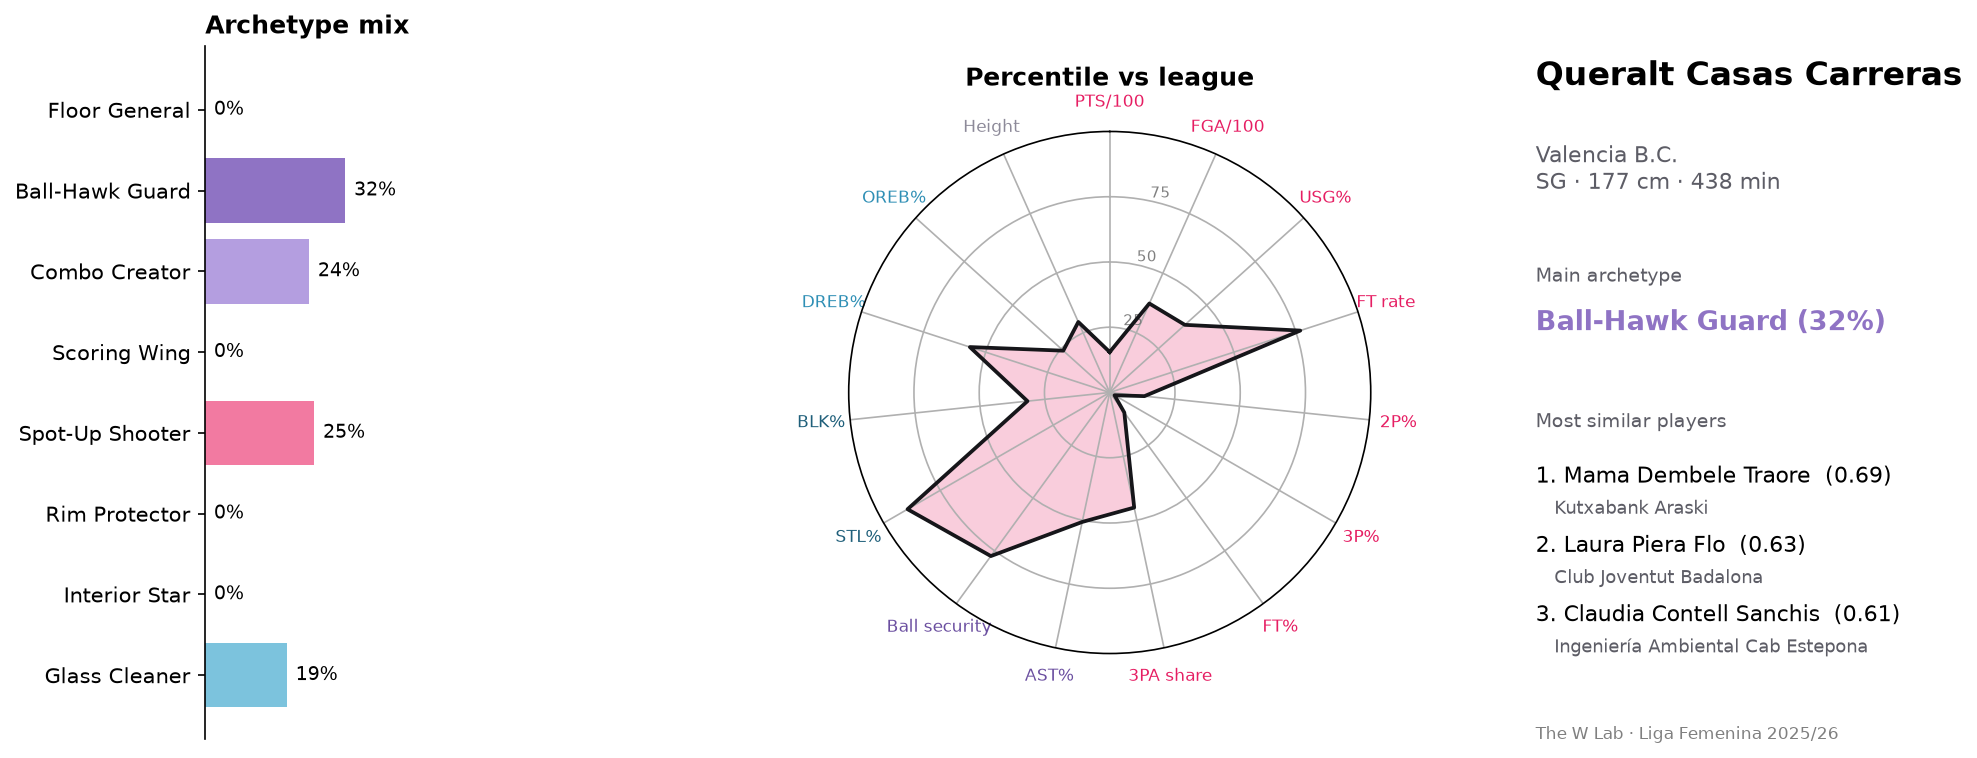 Archetype mix
Floor General
0%
Ball-Hawk Guard
32%
Combo Creator
24%
Scoring Wing
0%
Spot-Up Shooter
25%
Rim Protector
0%
Interior Star
0%
Glass Cleaner
19%
Percentile vs league
PTS/100
FGA/100
USG%
FT rate
2P%
3P%
FT%
3PA share
AST%
Ball security
STL%
BLK%
DREB%
OREB%
Height
75
50
25
Queralt Casas Carreras
Valencia B.C.
SG · 177 cm · 438 min
Main archetype
Ball-Hawk Guard (32%)
Most similar players
1. Mama Dembele Traore (0.69)
Kutxabank Araski
2. Laura Piera Flo (0.63)
Club Joventut Badalona
3. Claudia Contell Sanchis (0.61)
Ingeniería Ambiental Cab Estepona
The W Lab · Liga Femenina 2025/26